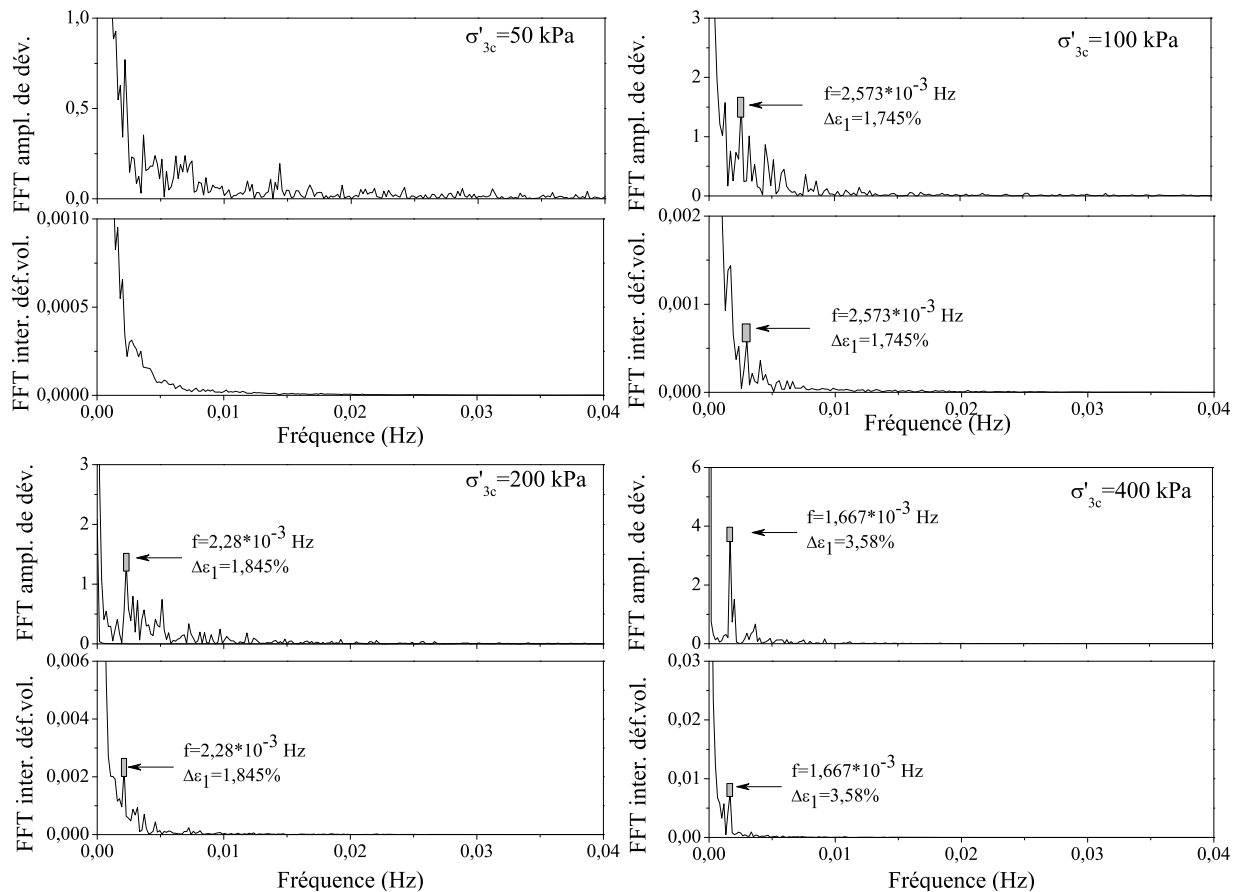 FFT ampl. de dév.
1,0
0,5
0,0
σ'3c=50 kPa
FFT inter. déf.vol.
0,0010
0,0005
0,0000
0,00 0,01 0,02 0,03 0,04
Fréquence (Hz)
FFT ampl. de dév.
3
2
1
0
σ'3c=100 kPa
f=2,573*10-3 Hz
Δε1=1,745%
FFT inter. déf.vol.
0,002
0,001
0,000
f=2,573*10-3 Hz
Δε1=1,745%
0,00 0,01 0,02 0,03 0,04
Fréquence (Hz)
FFT ampl. de dév.
3
2
1
0
σ'3c=200 kPa
f=2,28*10-3 Hz
Δε1=1,845%
FFT inter. déf.vol.
0,006
0,004
0,002
0,000
f=2,28*10-3 Hz
Δε1=1,845%
0,00 0,01 0,02 0,03 0,04
Fréquence (Hz)
FFT ampl. de dév.
6
4
2
0
σ'3c=400 kPa
f=1,667*10-3 Hz
Δε1=3,58%
FFT inter. déf.vol.
0,03
0,02
0,01
0,00
f=1,667*10-3 Hz
Δε1=3,58%
0,00 0,01 0,02 0,03 0,04
Fréquence (Hz)